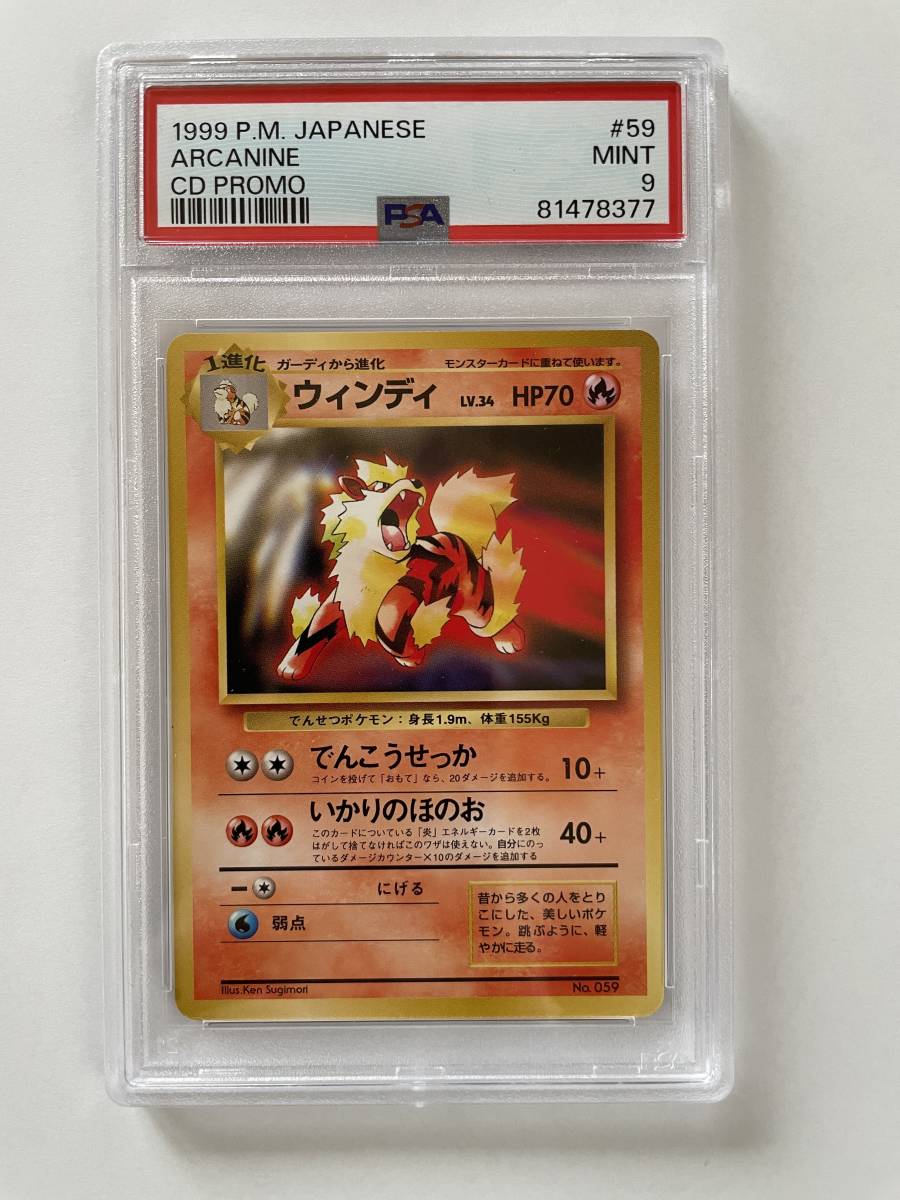 1999 P.M. JAPANESE #59
ARCANINE MINT
CD PROMO 9
PSA 81478377
1進化 ガーディから進化 モンスターカードに重ねて使います。
ウィンディ LV.34 HP70
でんせつポケモン：身長1.9m、体重155Kg
でんこうせっか 10+
コインを投げて「おもて」なら、20ダメージを追加する。
いかりのほのお
このカードについている「炎」エネルギーカードを2枚
はがして捨てなければこのワザは使えない。自分にのっ 40+
ているダメージカウンター×10のダメージを追加する
にげる
弱点
昔から多くの人をとり
こにした、美しいポケ
モン。跳ぶように、軽
やかに走る。
Illus.Ken Sugimori No. 059